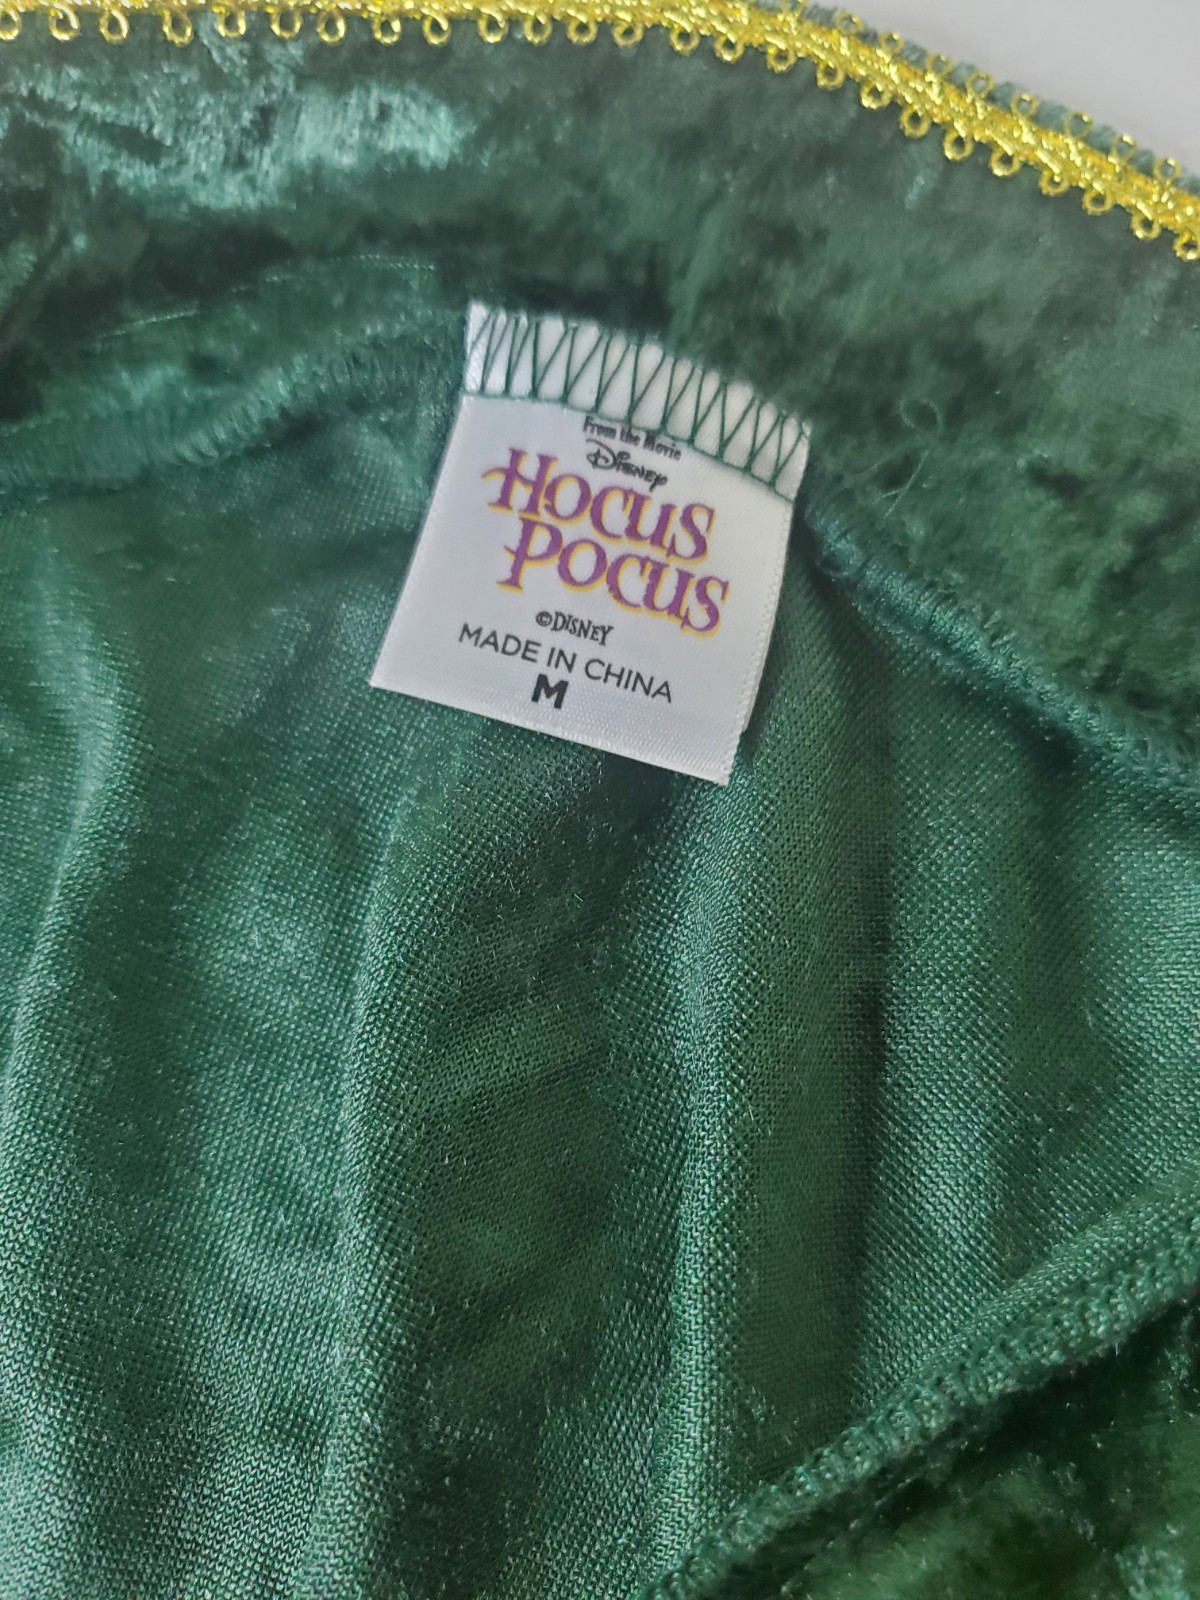 From the Movie
Disney
Hocus
Pocus
©DISNEY
MADE IN CHINA
M